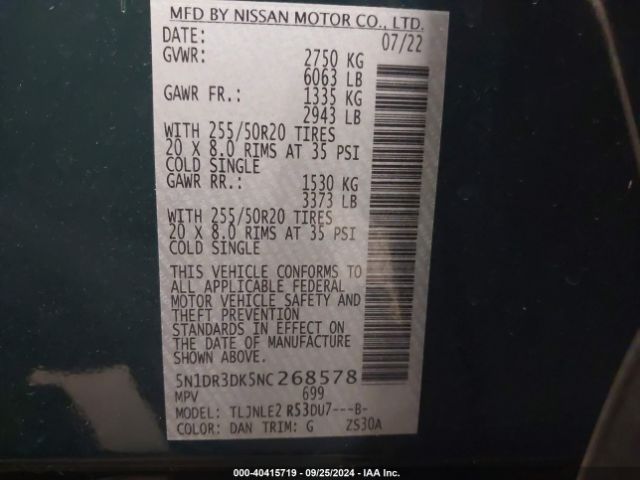 MFD BY NISSAN MOTOR CO., LTD.
DATE: 07/22
GVWR: 2750 KG
6063 LB
GAWR FR.: 1335 KG
2943 LB
WITH 255/50R20 TIRES
20 X 8.0 RIMS AT 35 PSI
COLD SINGLE
GAWR RR.: 1530 KG
3373 LB
WITH 255/50R20 TIRES
20 X 8.0 RIMS AT 35 PSI
COLD SINGLE
THIS VEHICLE CONFORMS TO
ALL APPLICABLE FEDERAL
MOTOR VEHICLE SAFETY AND
THEFT PREVENTION
STANDARDS IN EFFECT ON
THE DATE OF MANUFACTURE
SHOWN ABOVE.
5N1DR3DK5NC268578
MPV 699
MODEL: TLJNLE2 R53DU7---B-
COLOR: DAN TRIM: G ZS30A
000-40415719 - 09/25/2024 - IAA Inc.